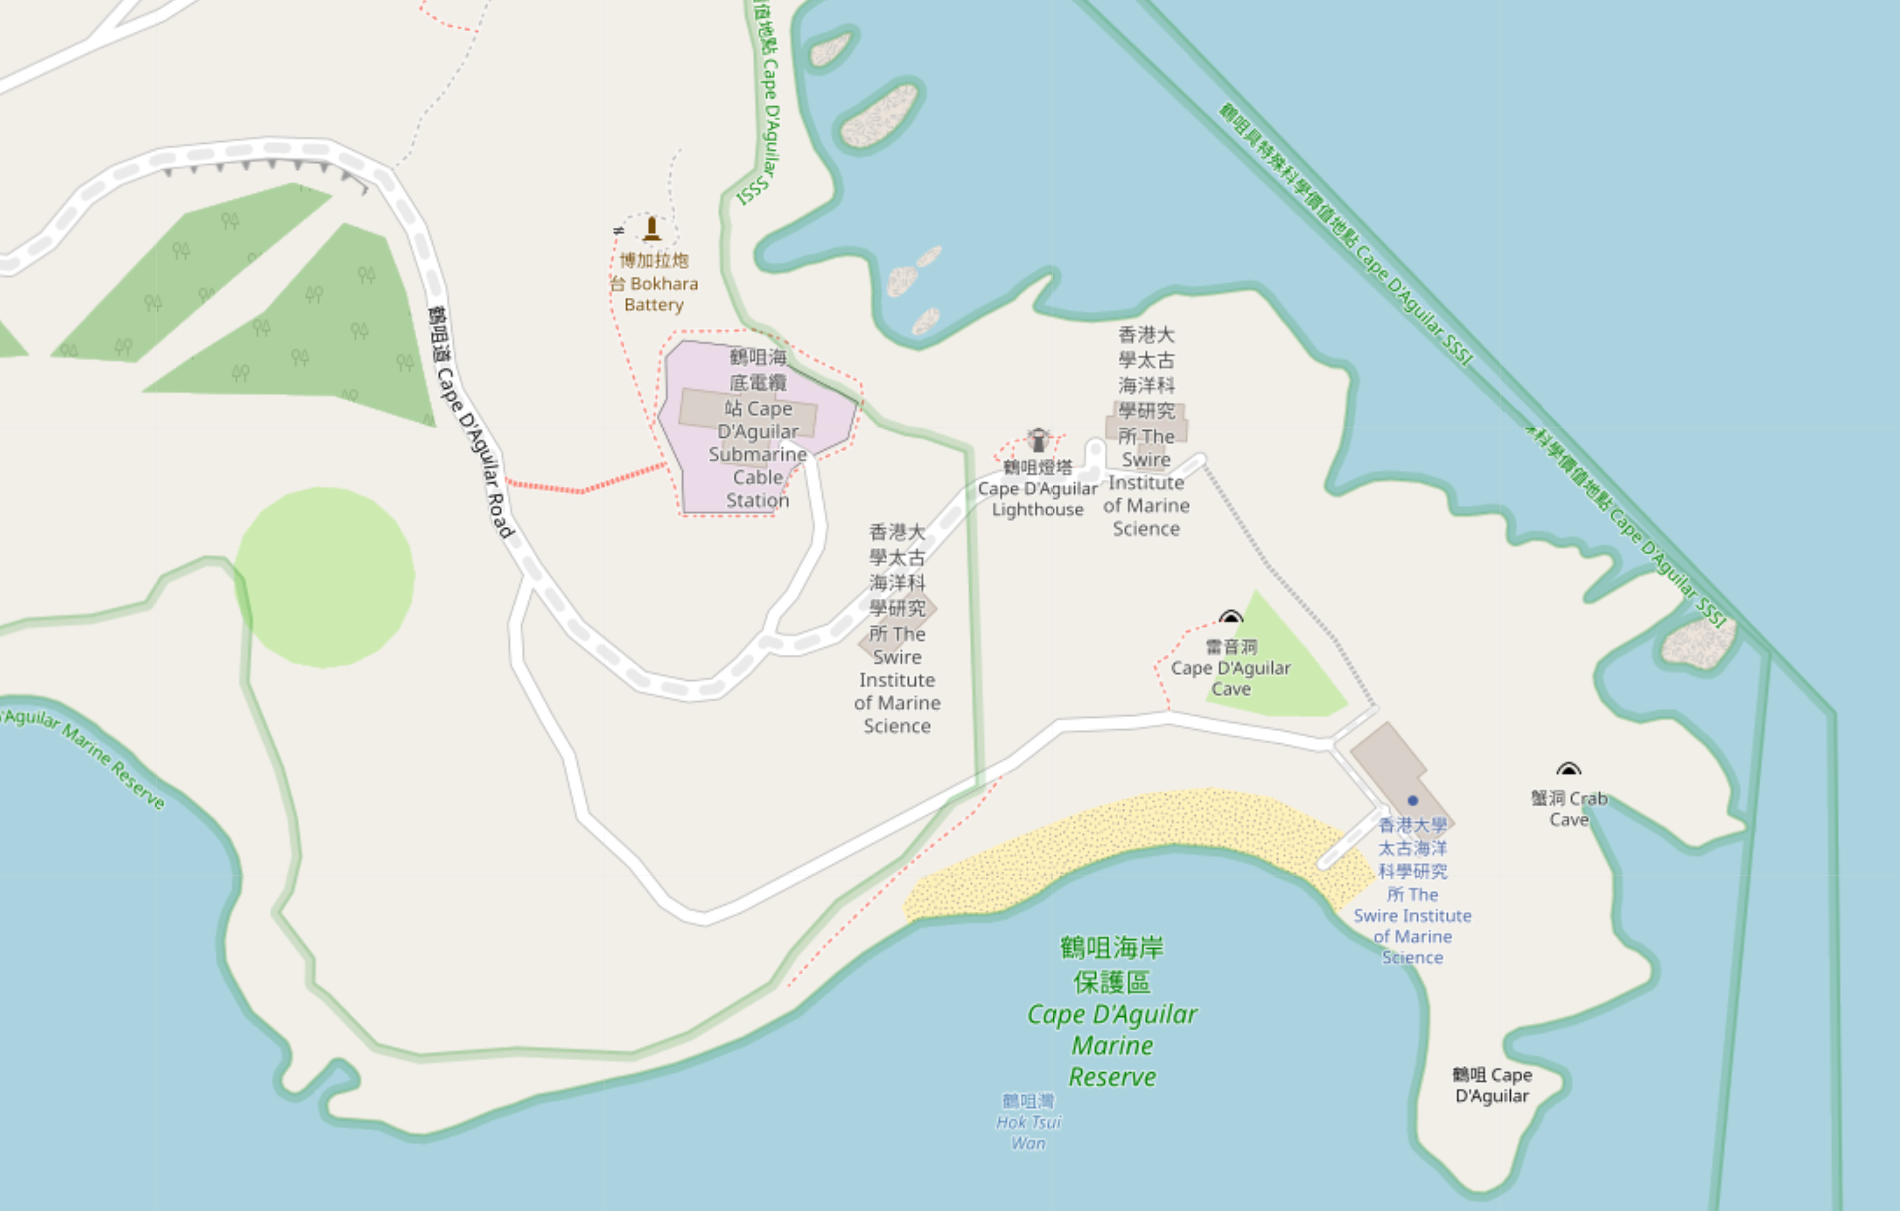 值地點 Cape D'Aguilar
SSSI
鶴咀具特殊科學價值地點 Cape D'Aguilar SSSI
科學價值地點 Cape D'Aguilar SSSI
博加拉炮
台 Bokhara
Battery
鶴咀道 Cape D'Aguilar Road
鶴咀海
底電纜
站 Cape
D'Aguilar
Submarine
Cable
Station
香港大
學太古
海洋科
學研究
所 The
Swire
Institute
of Marine
Science
鶴咀燈塔
Cape D'Aguilar
Lighthouse
香港大
學太古
海洋科
學研究
所 The
Swire
Institute
of Marine
Science
雷音洞
Cape D'Aguilar
Cave
蟹洞 Crab
Cave
D'Aguilar Marine Reserve
香港大學
太古海洋
科學研究
所 The
Swire Institute
of Marine
Science
鶴咀海岸
保護區
Cape D'Aguilar
Marine
Reserve
鶴咀灣
Hok Tsui
Wan
鶴咀 Cape
D'Aguilar